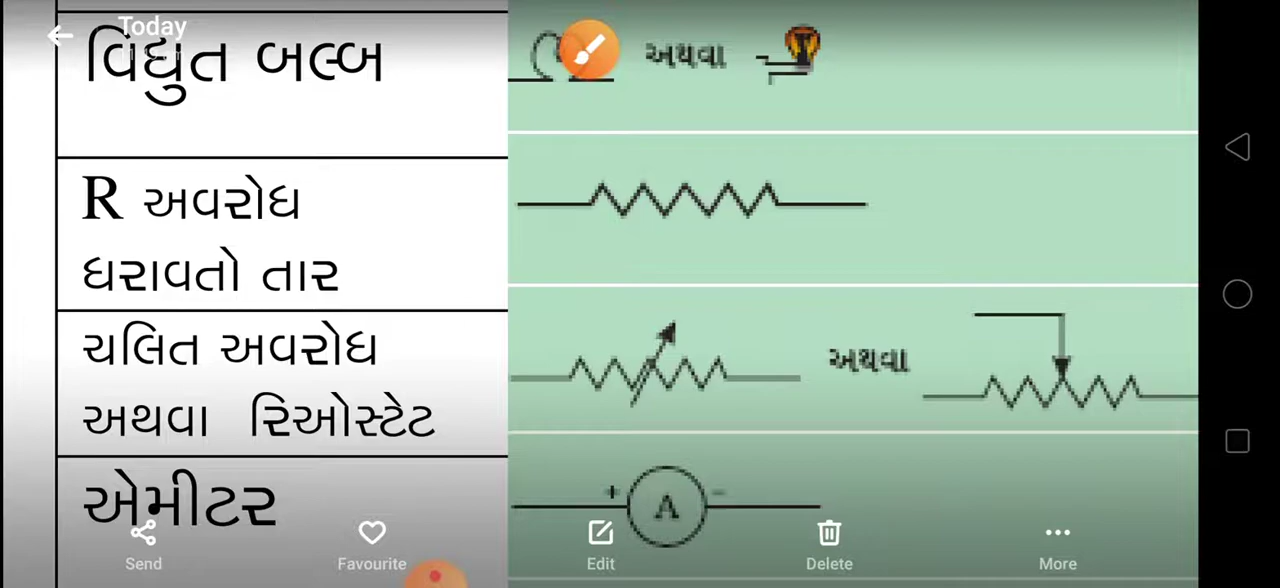 Today
વિદ્યુત બલ્બ
અથવા
R અવરોધ
ધરાવતો તાર
ચલિત અવરોધ
અથવા રિઓસ્ટેટ
અથવા
એમીટર
+ A -
Send
Favourite
Edit
Delete
More